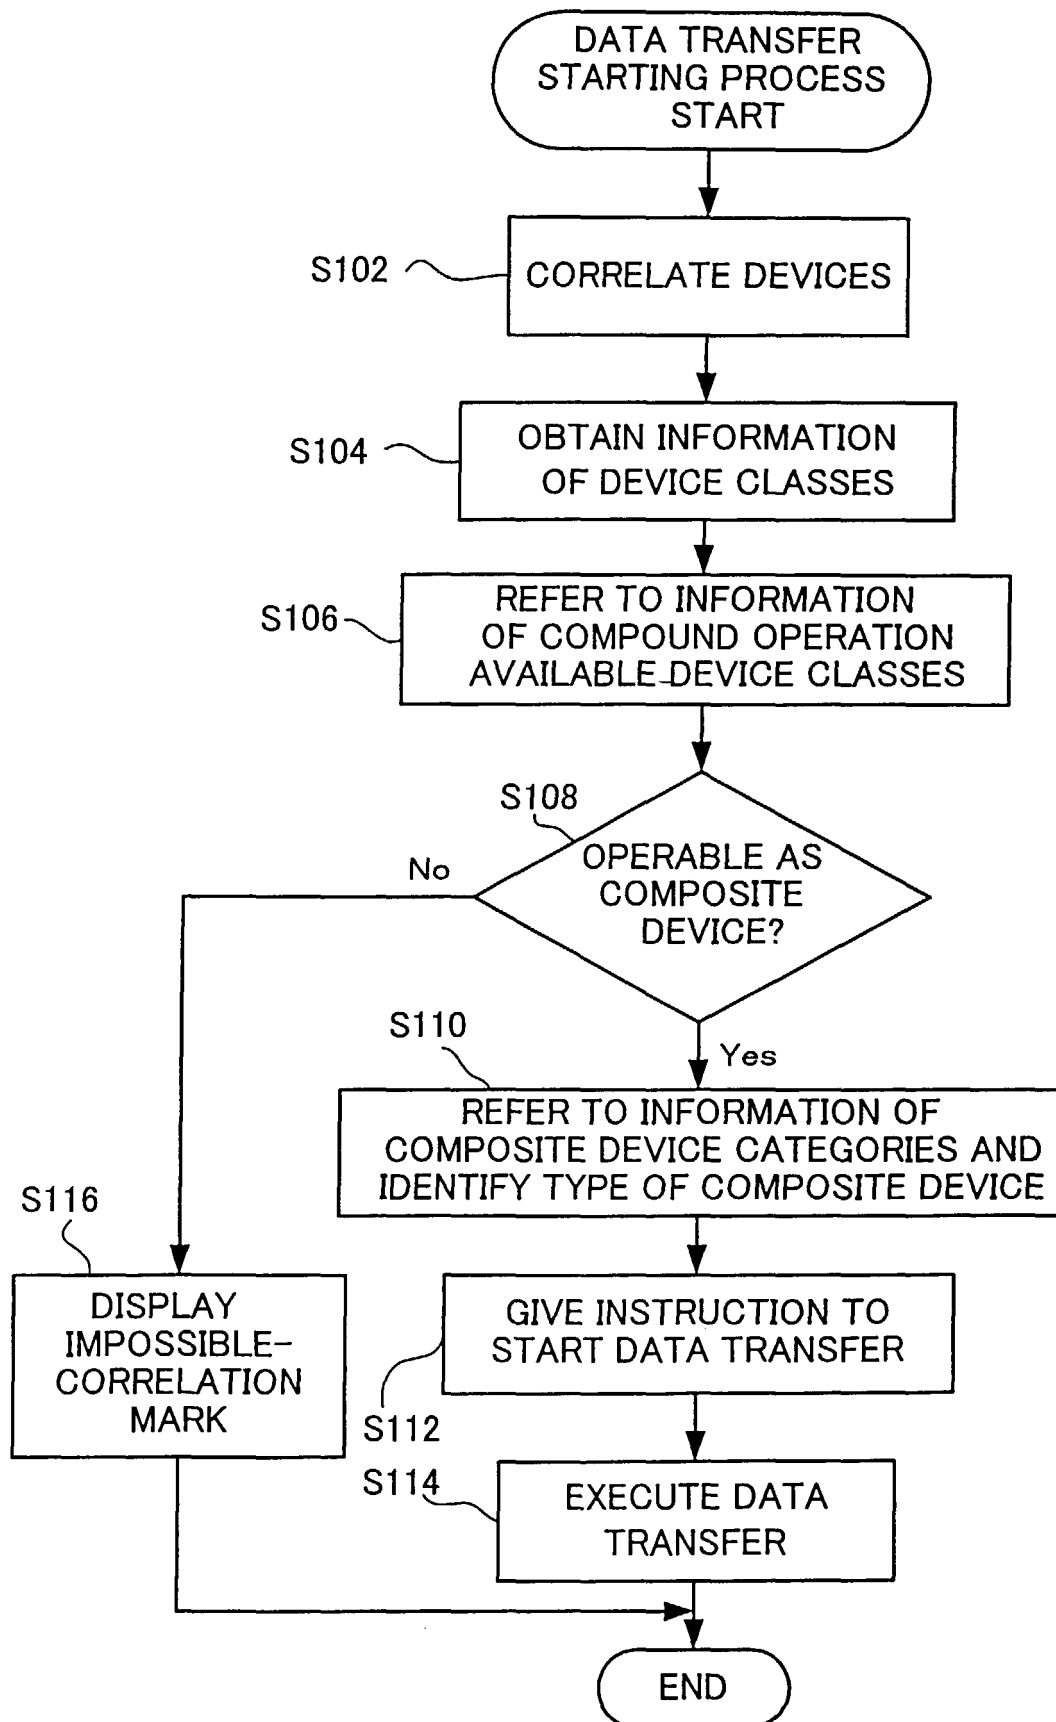 DATA TRANSFER
STARTING PROCESS
START
S102
CORRELATE DEVICES
S104
OBTAIN INFORMATION
OF DEVICE CLASSES
S106
REFER TO INFORMATION
OF COMPOUND OPERATION
AVAILABLE-DEVICE CLASSES
S108
OPERABLE AS
COMPOSITE
DEVICE?
No
Yes
S110
REFER TO INFORMATION OF
COMPOSITE DEVICE CATEGORIES AND
IDENTIFY TYPE OF COMPOSITE DEVICE
S116
DISPLAY
IMPOSSIBLE-
CORRELATION
MARK
GIVE INSTRUCTION TO
START DATA TRANSFER
S112
S114
EXECUTE DATA
TRANSFER
END